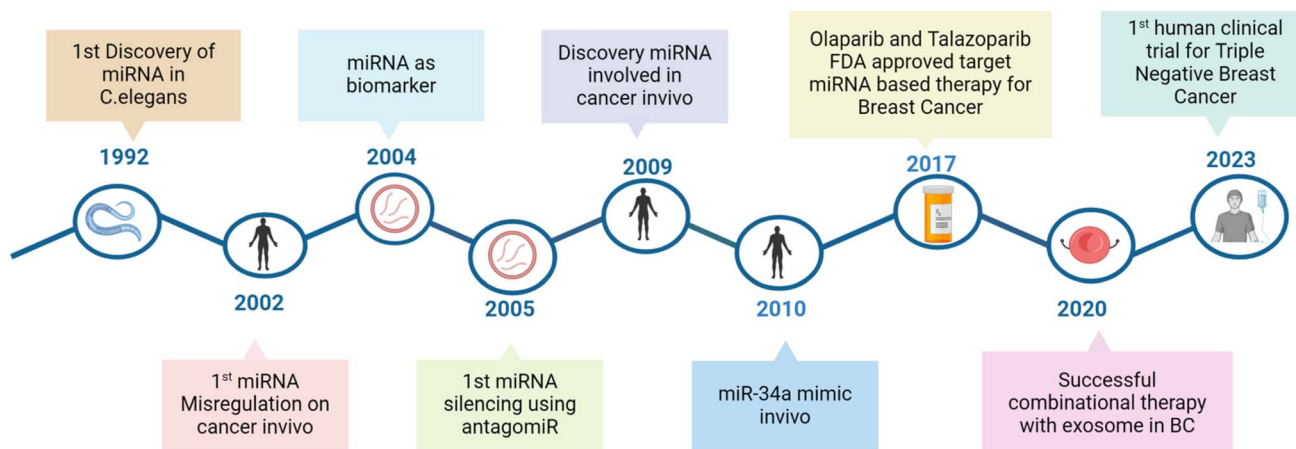 1st Discovery of
miRNA in
C.elegans
1992
2002
1st miRNA
Misregulation on
cancer invivo
miRNA as
biomarker
2004
2005
1st miRNA
silencing using
antagomiR
Discovery miRNA
involved in
cancer invivo
2009
2010
miR-34a mimic
invivo
Olaparib and Talazoparib
FDA approved target
miRNA based therapy for
Breast Cancer
2017
2020
Successful
combinational therapy
with exosome in BC
1st human clinical
trial for Triple
Negative Breast
Cancer
2023